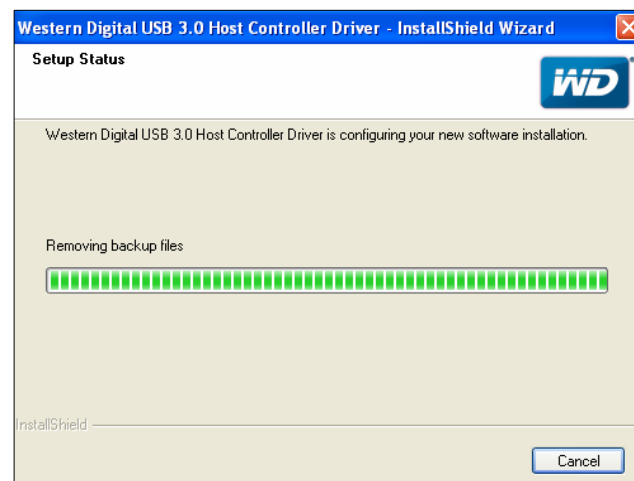 Western Digital USB 3.0 Host Controller Driver - InstallShield Wizard
Setup Status
WD
Western Digital USB 3.0 Host Controller Driver is configuring your new software installation.
Removing backup files
InstallShield
Cancel